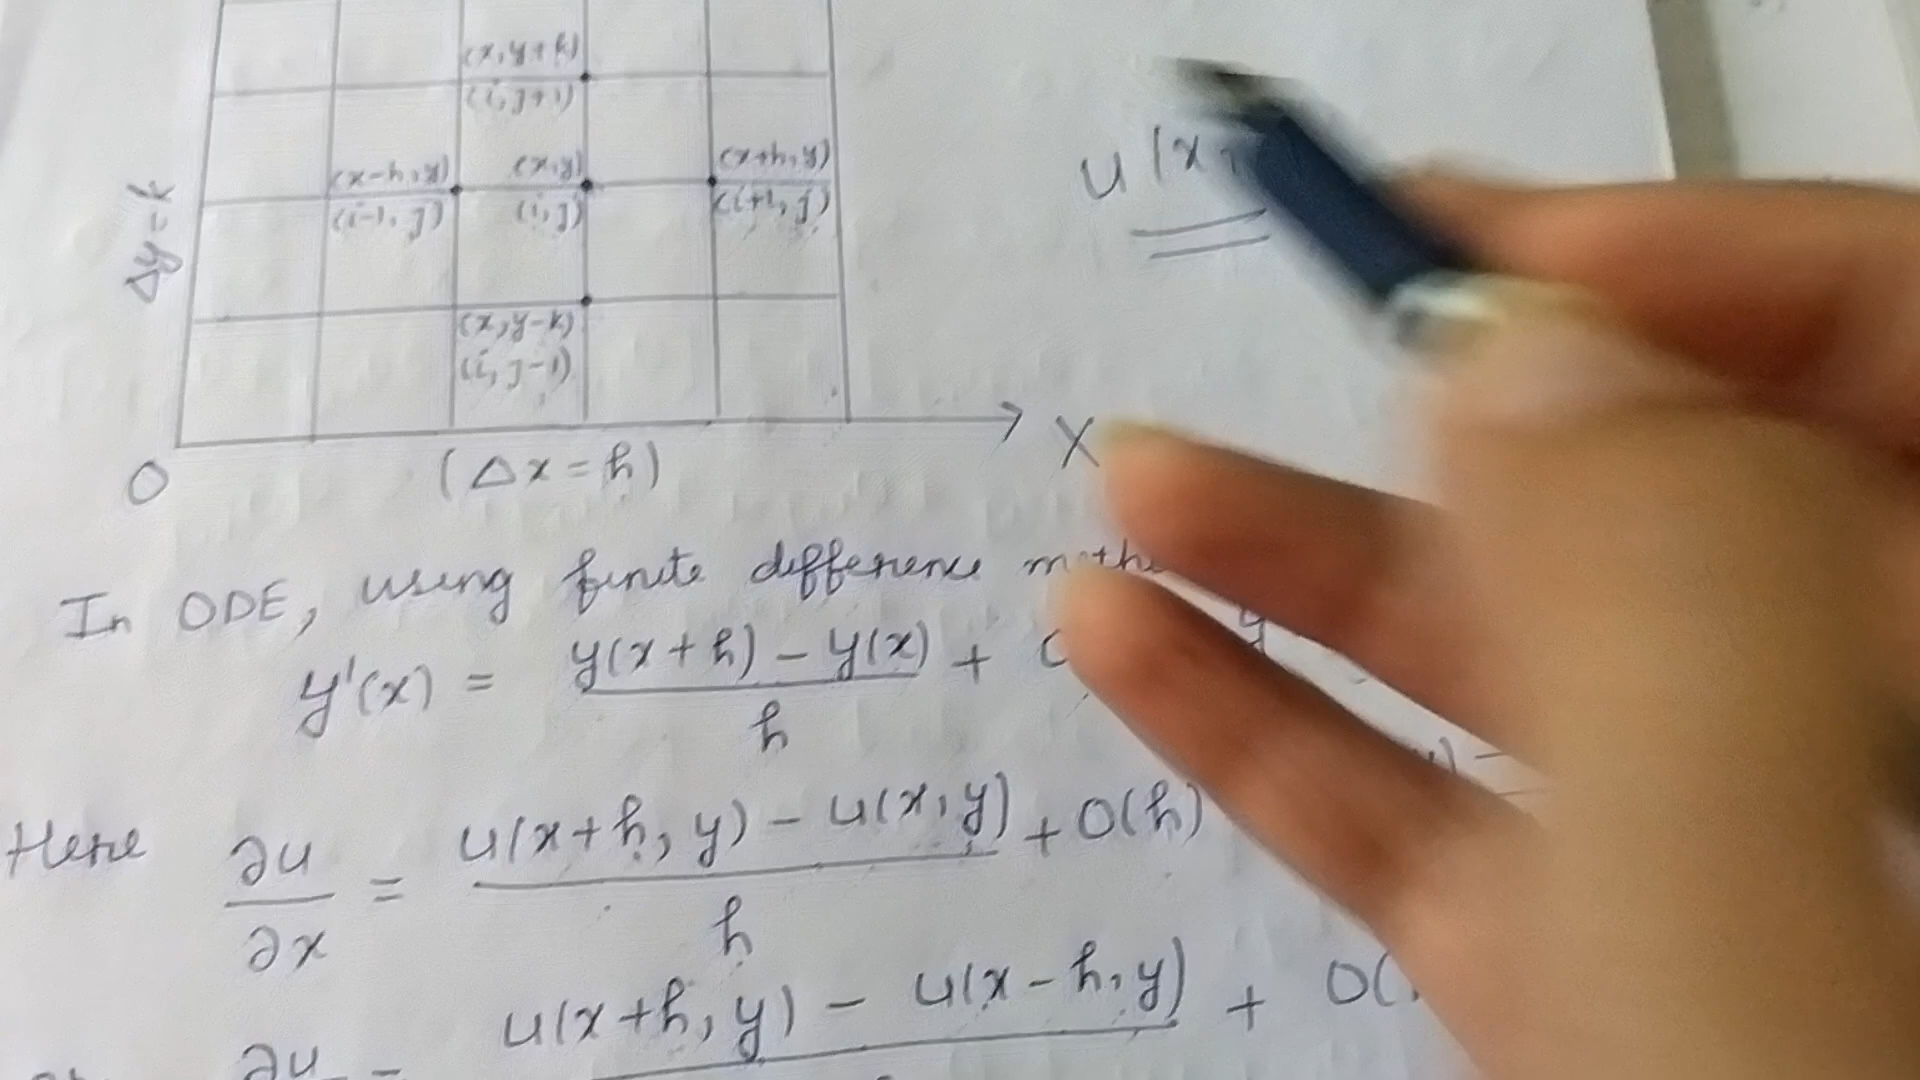 (x, y+k)
(i, j+1)
(x-h, y) (x, y) (x+h, y)
(i-1, j) (i, j) (i+1, j)
Δy = k
(x, y-k)
(i, j-1)
u(x,
O X
(Δx = h)
In ODE, using finite difference
y'(x) = y(x+h) - y(x) +
h
Here ∂u/∂x = u(x+h, y) - u(x, y) + O(h)
h
∂u = u(x+h, y) - u(x-h, y) + O(